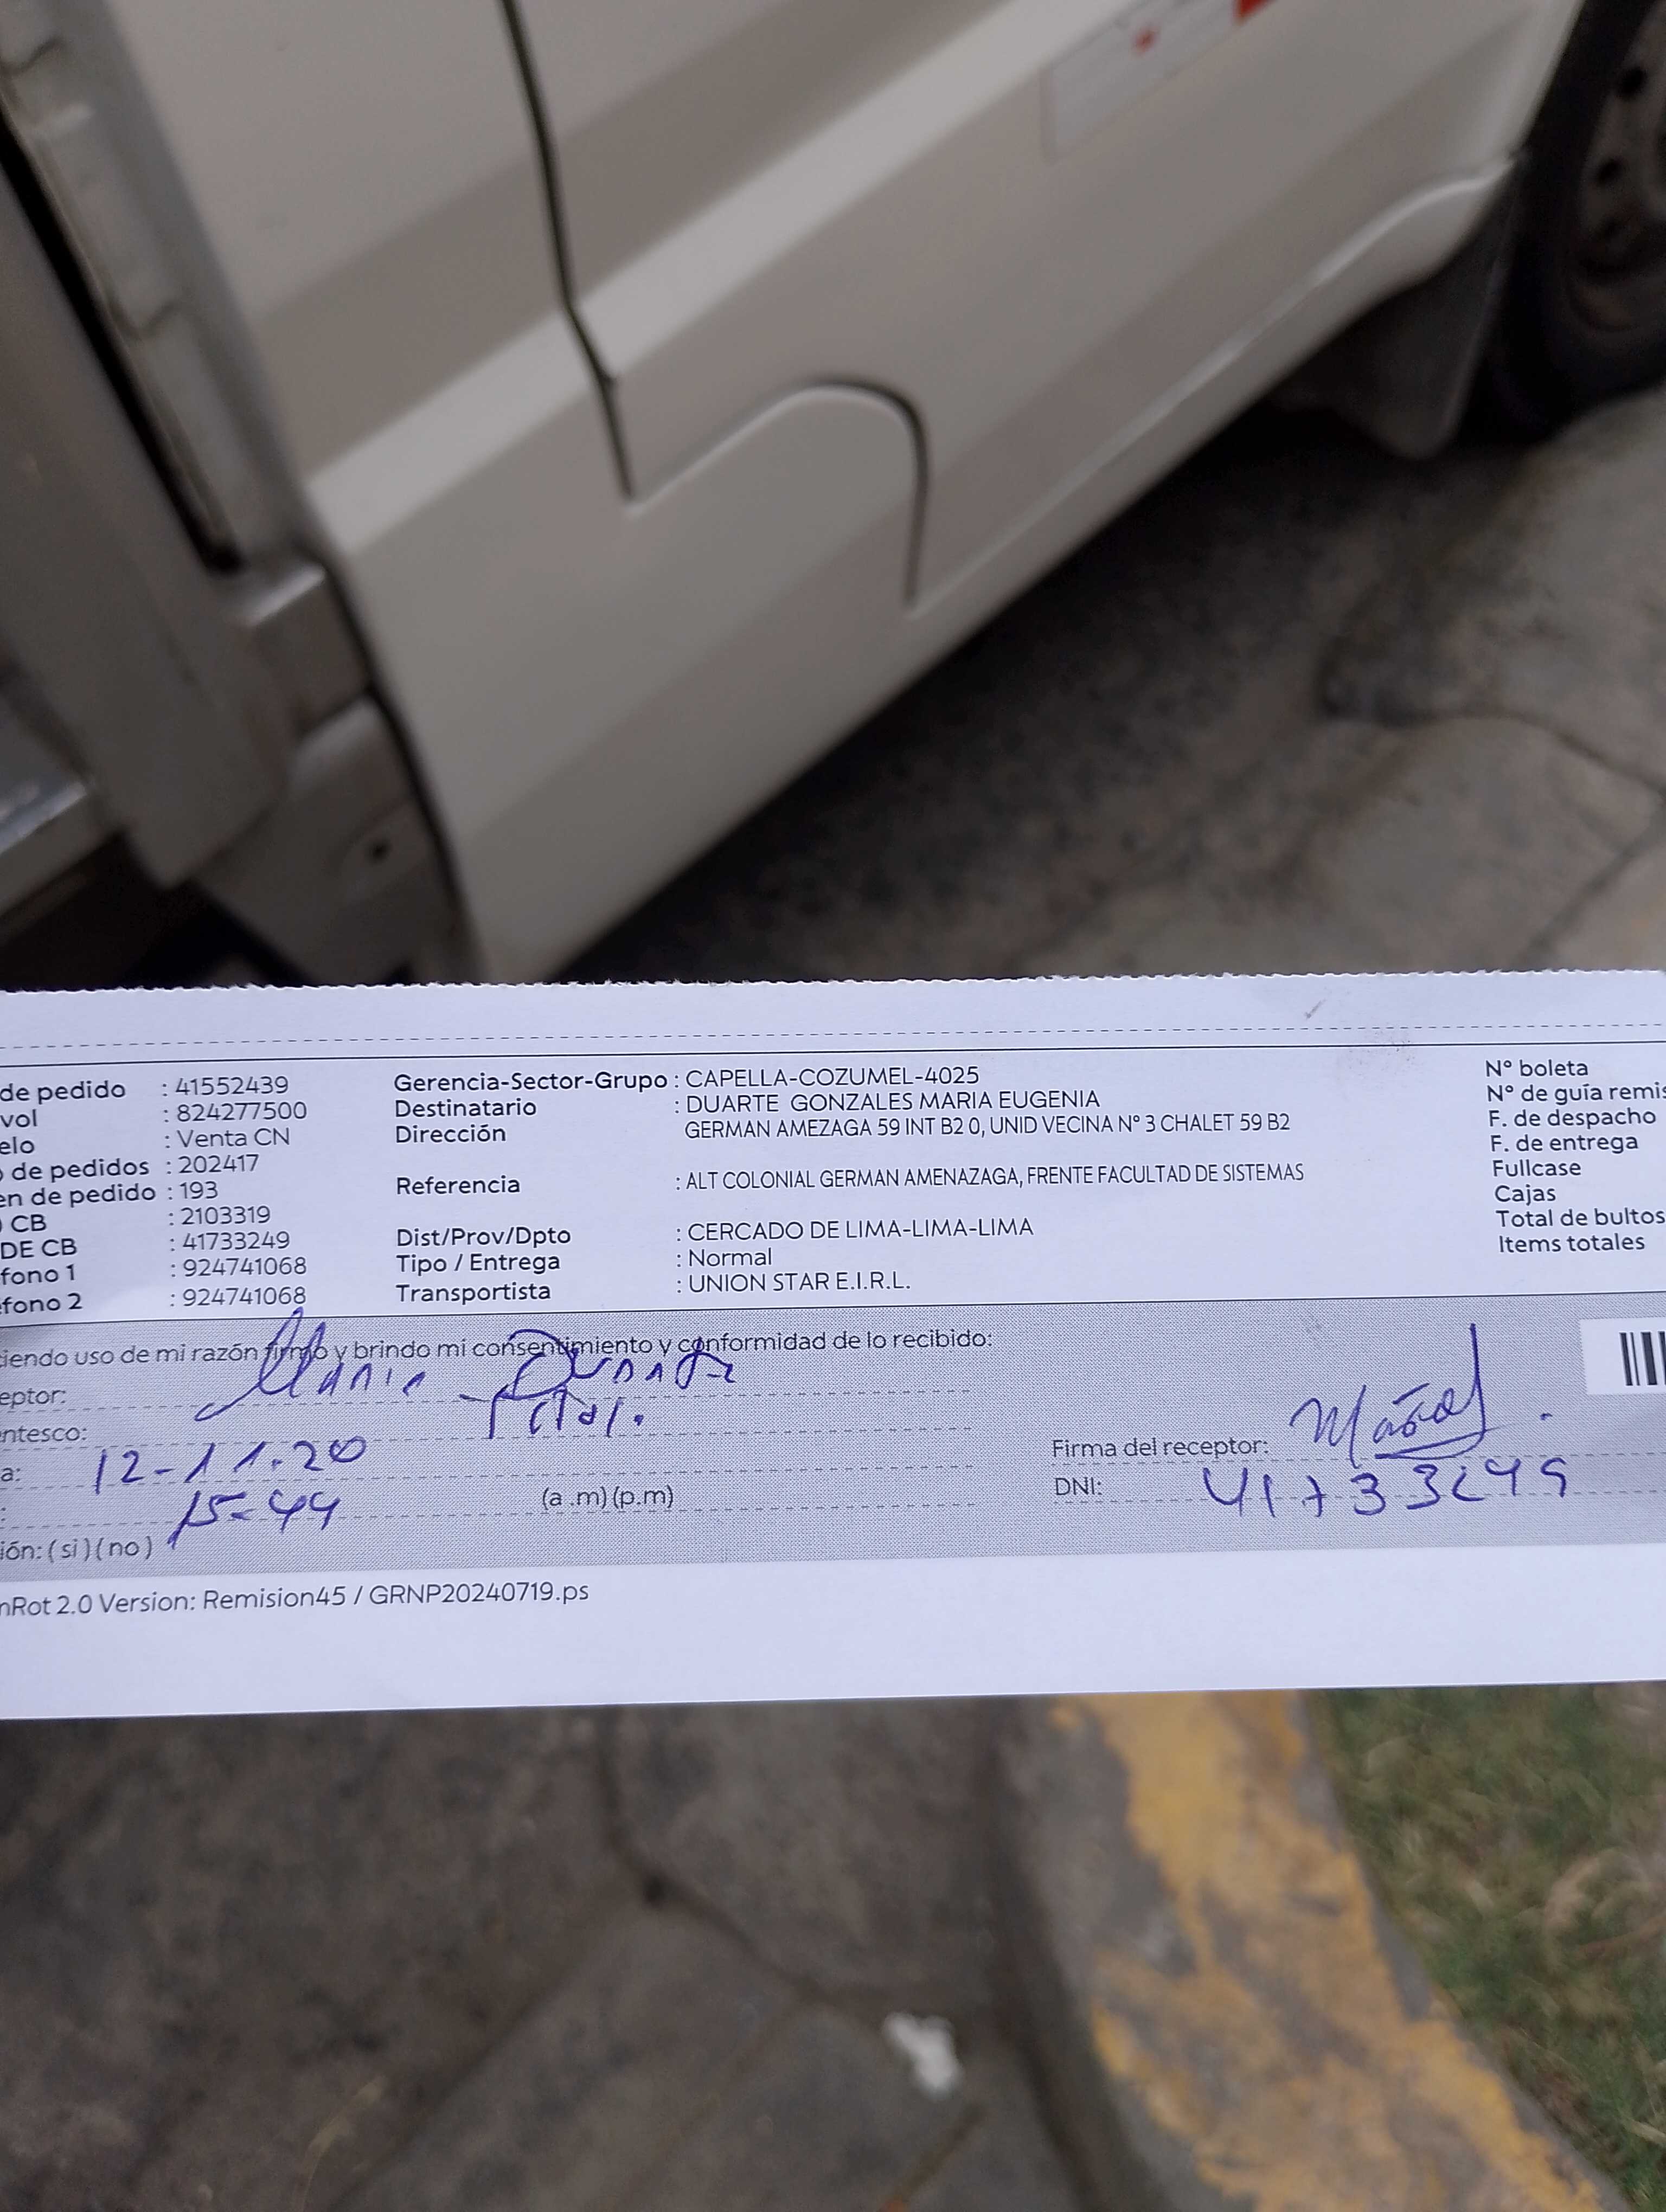 de pedido : 41552439
vol : 824277500
elo : Venta CN
de pedidos : 202417
en de pedido : 193
CB : 2103319
DE CB : 41733249
fono 1 : 924741068
fono 2 : 924741068
Gerencia-Sector-Grupo : CAPELLA-COZUMEL-4025
Destinatario : DUARTE GONZALES MARIA EUGENIA
Dirección GERMAN AMEZAGA 59 INT B2 0, UNID VECINA N° 3 CHALET 59 B2
Referencia : ALT COLONIAL GERMAN AMENAZAGA, FRENTE FACULTAD DE SISTEMAS
Dist/Prov/Dpto : CERCADO DE LIMA-LIMA-LIMA
Tipo / Entrega : Normal
Transportista : UNION STAR E.I.R.L.
N° boleta
N° de guía remis
F. de despacho
F. de entrega
Fullcase
Cajas
Total de bultos
Items totales
iendo uso de mi razón firmo y brindo mi consentimiento y conformidad de lo recibido:
eptor: Maria Duarte
ntesco: Titul.
a: 12-11-20
: 15-44 (a .m) (p.m)
ión: ( si ) ( no )
Firma del receptor:
DNI: 41733249
nRot 2.0 Version: Remision45 / GRNP20240719.ps